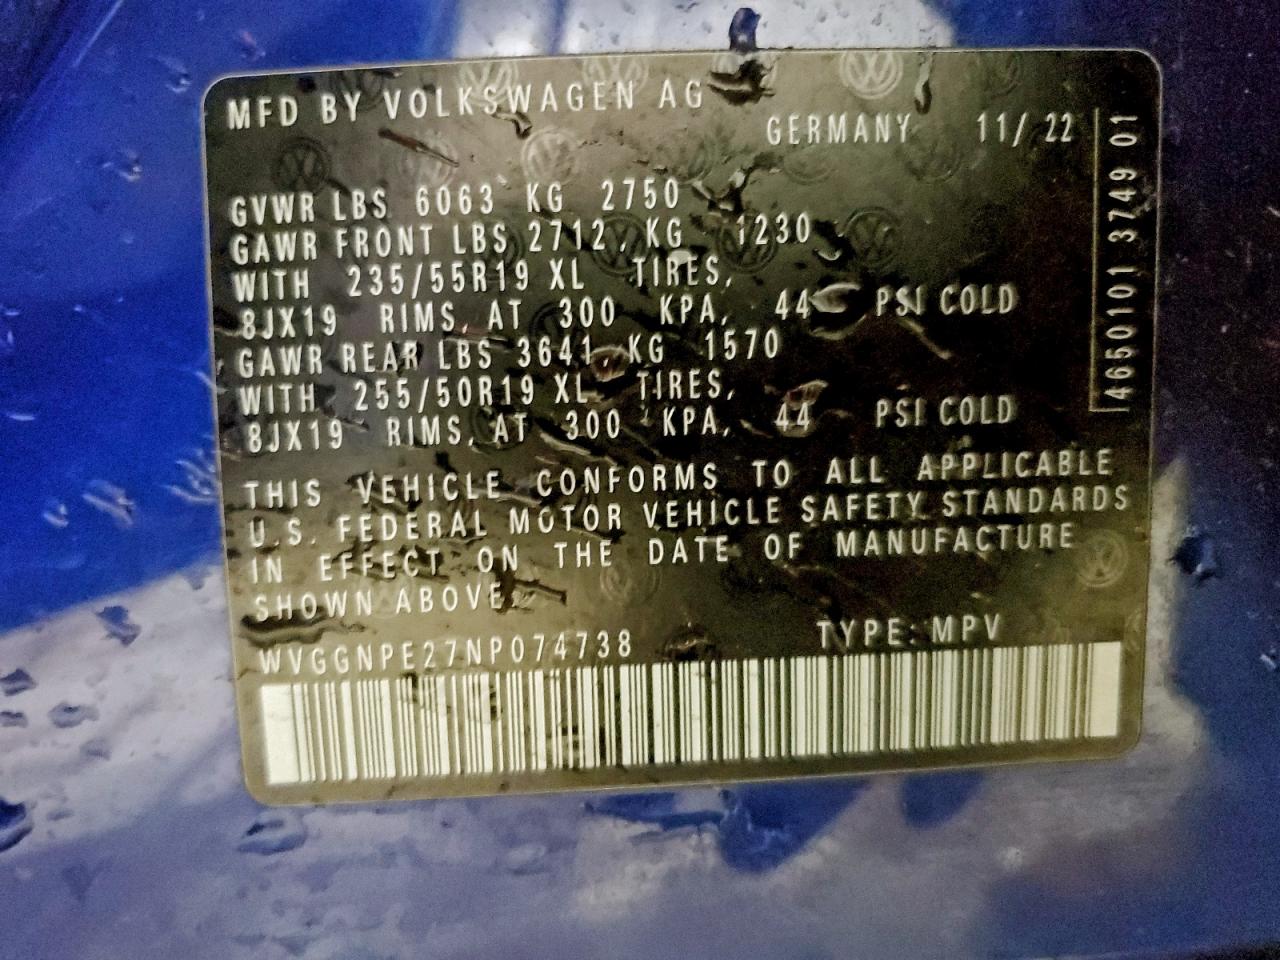 MFD BY VOLKSWAGEN AG
GERMANY 11/ 22
GVWR LBS 6063 KG 2750
GAWR FRONT LBS 2712, KG 1230
WITH 235/55R19 XL TIRES,
8JX19 RIMS, AT 300 KPA, 44 PSI COLD
GAWR REAR LBS 3641, KG 1570
WITH 255/50R19 XL TIRES,
8JX19 RIMS, AT 300 KPA, 44 PSI COLD
THIS VEHICLE CONFORMS TO ALL APPLICABLE
U.S. FEDERAL MOTOR VEHICLE SAFETY STANDARDS
IN EFFECT ON THE DATE OF MANUFACTURE
SHOWN ABOVE.
WVGGNPE27NP074738 TYPE: MPV
4650101 3749 01